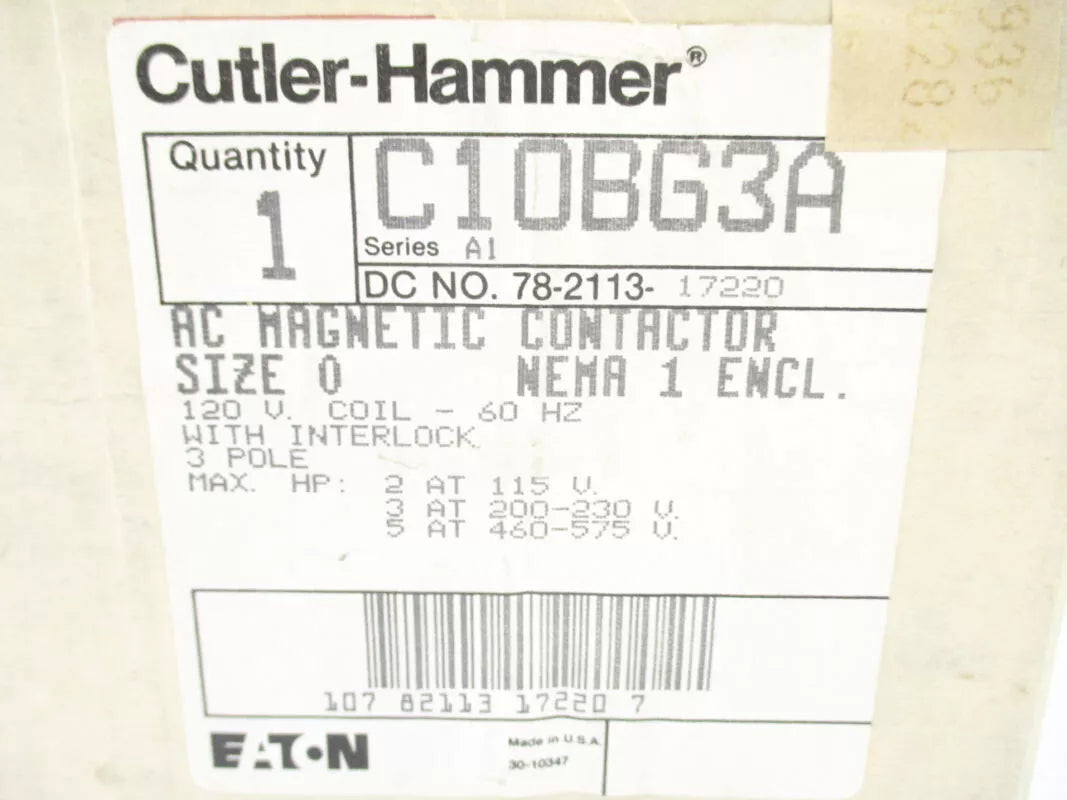 Cutler-Hammer®
Quantity
1
C10BG3A
Series A1
DC NO. 78-2113- 17220
AC MAGNETIC CONTACTOR
SIZE 0 NEMA 1 ENCL.
120 V. COIL - 60 HZ
WITH INTERLOCK
3 POLE
MAX. HP: 2 AT 115 V.
3 AT 200-230 V.
5 AT 460-575 V.
107 82113 17220 7
EATON
Made in U.S.A.
30-10347
936